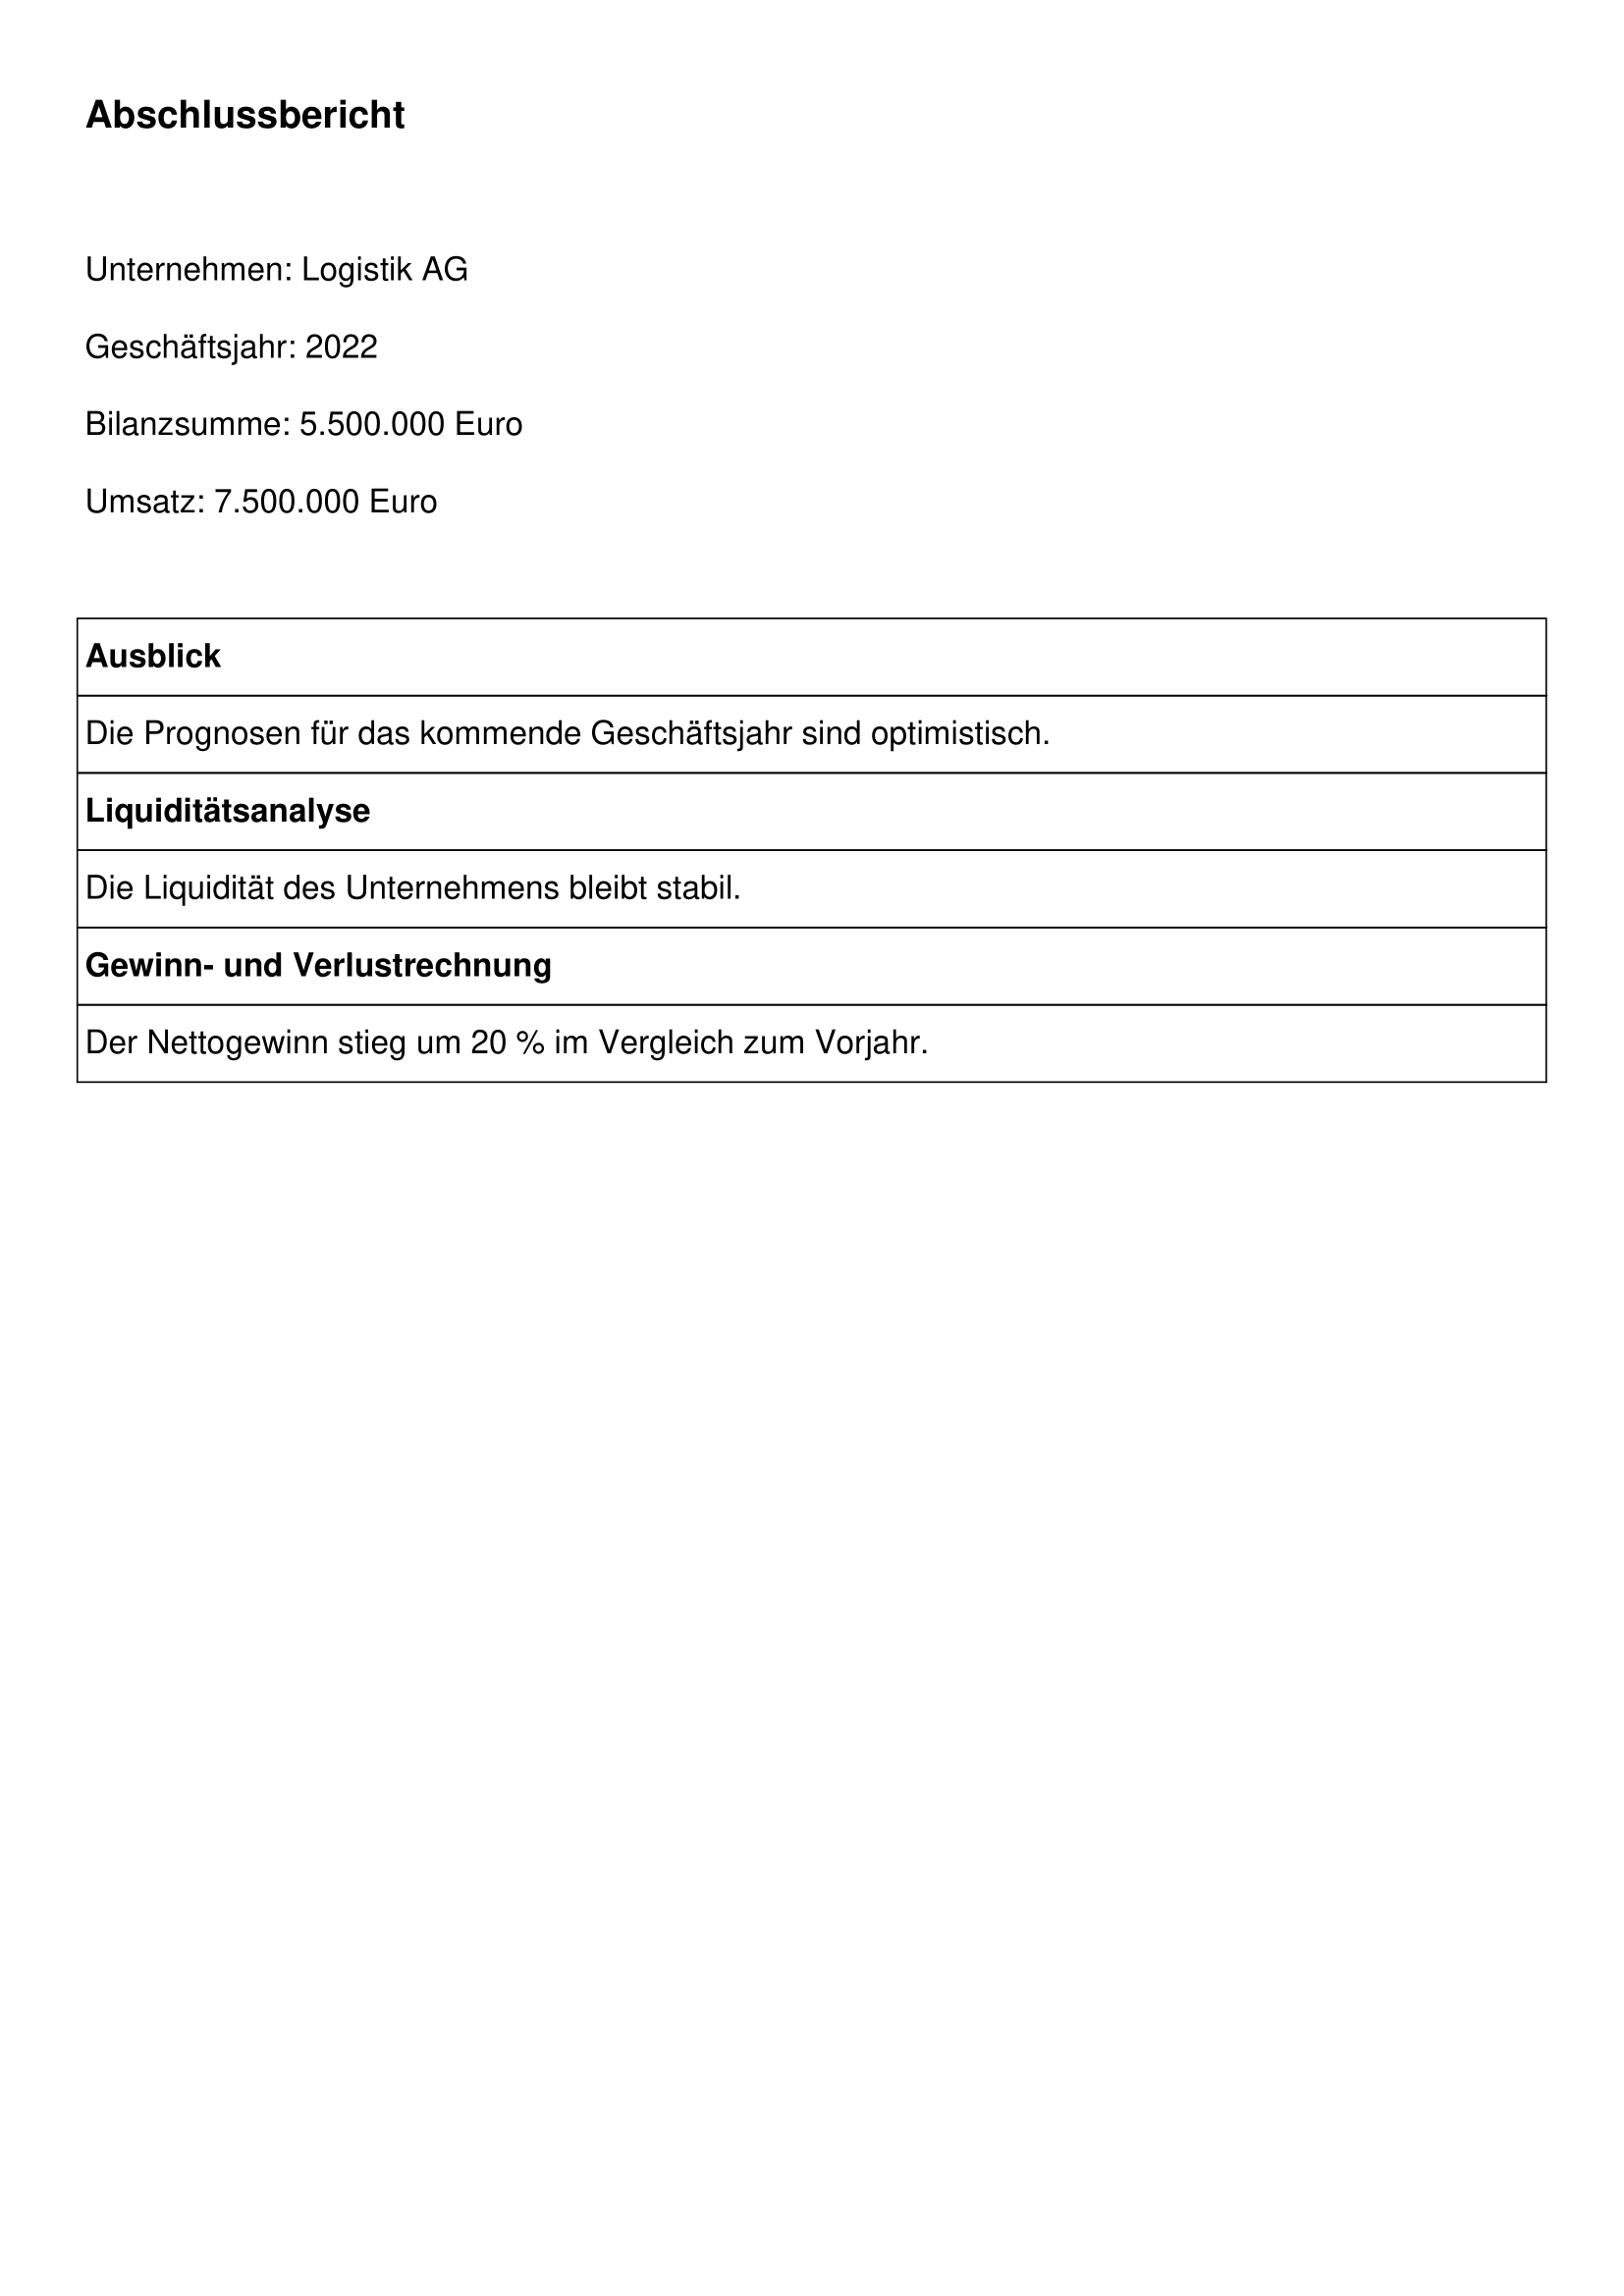 Abschlussbericht
Unternehmen: Logistik AG
Geschäftsjahr: 2022
Bilanzsumme: 5.500.000 Euro
Umsatz: 7.500.000 Euro
Ausblick
Die Prognosen für das kommende Geschäftsjahr sind optimistisch.
Liquiditätsanalyse
Die Liquidität des Unternehmens bleibt stabil.
Gewinn- und Verlustrechnung
Der Nettogewinn stieg um 20 % im Vergleich zum Vorjahr.